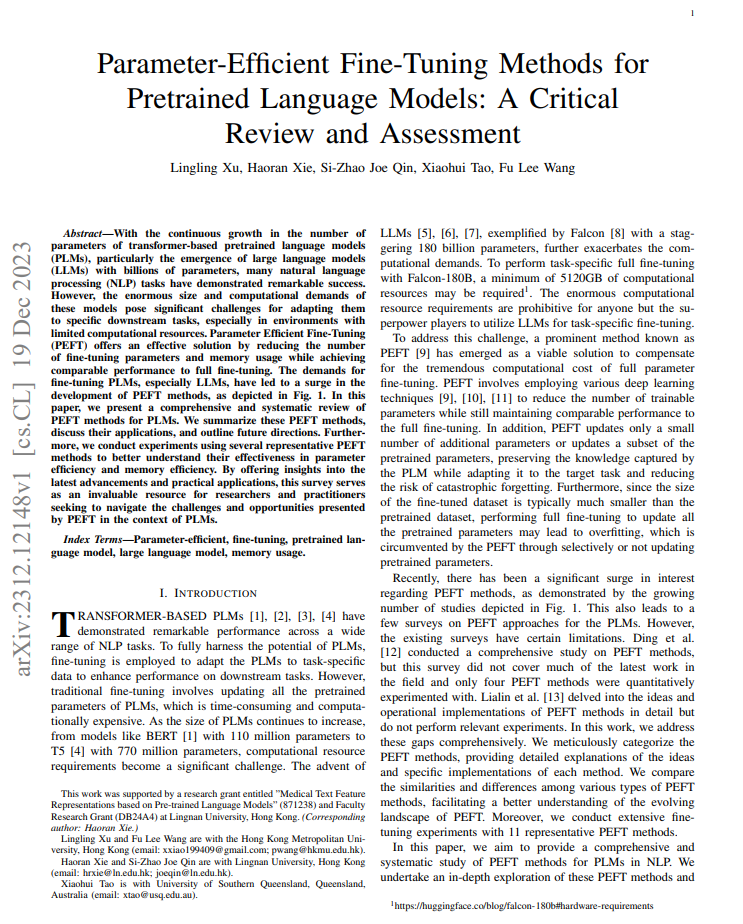 1
Parameter-Efficient Fine-Tuning Methods for
Pretrained Language Models: A Critical
Review and Assessment
Lingling Xu, Haoran Xie, Si-Zhao Joe Qin, Xiaohui Tao, Fu Lee Wang
arXiv:2312.12148v1 [cs.CL] 19 Dec 2023
Abstract—With the continuous growth in the number of
parameters of transformer-based pretrained language models
(PLMs), particularly the emergence of large language models
(LLMs) with billions of parameters, many natural language
processing (NLP) tasks have demonstrated remarkable success.
However, the enormous size and computational demands of
these models pose significant challenges for adapting them
to specific downstream tasks, especially in environments with
limited computational resources. Parameter Efficient Fine-Tuning
(PEFT) offers an effective solution by reducing the number
of fine-tuning parameters and memory usage while achieving
comparable performance to full fine-tuning. The demands for
fine-tuning PLMs, especially LLMs, have led to a surge in the
development of PEFT methods, as depicted in Fig. 1. In this
paper, we present a comprehensive and systematic review of
PEFT methods for PLMs. We summarize these PEFT methods,
discuss their applications, and outline future directions. Further-
more, we conduct experiments using several representative PEFT
methods to better understand their effectiveness in parameter
efficiency and memory efficiency. By offering insights into the
latest advancements and practical applications, this survey serves
as an invaluable resource for researchers and practitioners
seeking to navigate the challenges and opportunities presented
by PEFT in the context of PLMs.
Index Terms—Parameter-efficient, fine-tuning, pretrained lan-
guage model, large language model, memory usage.
I. INTRODUCTION
TRANSFORMER-BASED PLMs [1], [2], [3], [4] have
demonstrated remarkable performance across a wide
range of NLP tasks. To fully harness the potential of PLMs,
fine-tuning is employed to adapt the PLMs to task-specific
data to enhance performance on downstream tasks. However,
traditional fine-tuning involves updating all the pretrained
parameters of PLMs, which is time-consuming and computa-
tionally expensive. As the size of PLMs continues to increase,
from models like BERT [1] with 110 million parameters to
T5 [4] with 770 million parameters, computational resource
requirements become a significant challenge. The advent of
This work was supported by a research grant entitled "Medical Text Feature
Representations based on Pre-trained Language Models" (871238) and Faculty
Research Grant (DB24A4) at Lingnan University, Hong Kong. (Corresponding
author: Haoran Xie.)
Lingling Xu and Fu Lee Wang are with the Hong Kong Metropolitan Uni-
versity, Hong Kong (email: xxiao199409@gmail.com; pwang@hkmu.edu.hk).
Haoran Xie and Si-Zhao Joe Qin are with Lingnan University, Hong Kong
(email: hrxie@ln.edu.hk; joeqin@ln.edu.hk).
Xiaohui Tao is with University of Southern Queensland, Queensland,
Australia (email: xtao@usq.edu.au).
LLMs [5], [6], [7], exemplified by Falcon [8] with a stag-
gering 180 billion parameters, further exacerbates the com-
putational demands. To perform task-specific full fine-tuning
with Falcon-180B, a minimum of 5120GB of computational
resources may be required1. The enormous computational
resource requirements are prohibitive for anyone but the su-
perpower players to utilize LLMs for task-specific fine-tuning.
To address this challenge, a prominent method known as
PEFT [9] has emerged as a viable solution to compensate
for the tremendous computational cost of full parameter
fine-tuning. PEFT involves employing various deep learning
techniques [9], [10], [11] to reduce the number of trainable
parameters while still maintaining comparable performance to
the full fine-tuning. In addition, PEFT updates only a small
number of additional parameters or updates a subset of the
pretrained parameters, preserving the knowledge captured by
the PLM while adapting it to the target task and reducing
the risk of catastrophic forgetting. Furthermore, since the size
of the fine-tuned dataset is typically much smaller than the
pretrained dataset, performing full fine-tuning to update all
the pretrained parameters may lead to overfitting, which is
circumvented by the PEFT through selectively or not updating
pretrained parameters.
Recently, there has been a significant surge in interest
regarding PEFT methods, as demonstrated by the growing
number of studies depicted in Fig. 1. This also leads to a
few surveys on PEFT approaches for the PLMs. However,
the existing surveys have certain limitations. Ding et al.
[12] conducted a comprehensive study on PEFT methods,
but this survey did not cover much of the latest work in
the field and only four PEFT methods were quantitatively
experimented with. Lialin et al. [13] delved into the ideas and
operational implementations of PEFT methods in detail but
do not perform relevant experiments. In this work, we address
these gaps comprehensively. We meticulously categorize the
PEFT methods, providing detailed explanations of the ideas
and specific implementations of each method. We compare
the similarities and differences among various types of PEFT
methods, facilitating a better understanding of the evolving
landscape of PEFT. Moreover, we conduct extensive fine-
tuning experiments with 11 representative PEFT methods.
In this paper, we aim to provide a comprehensive and
systematic study of PEFT methods for PLMs in NLP. We
undertake an in-depth exploration of these PEFT methods and
1https://huggingface.co/blog/falcon-180b#hardware-requirements